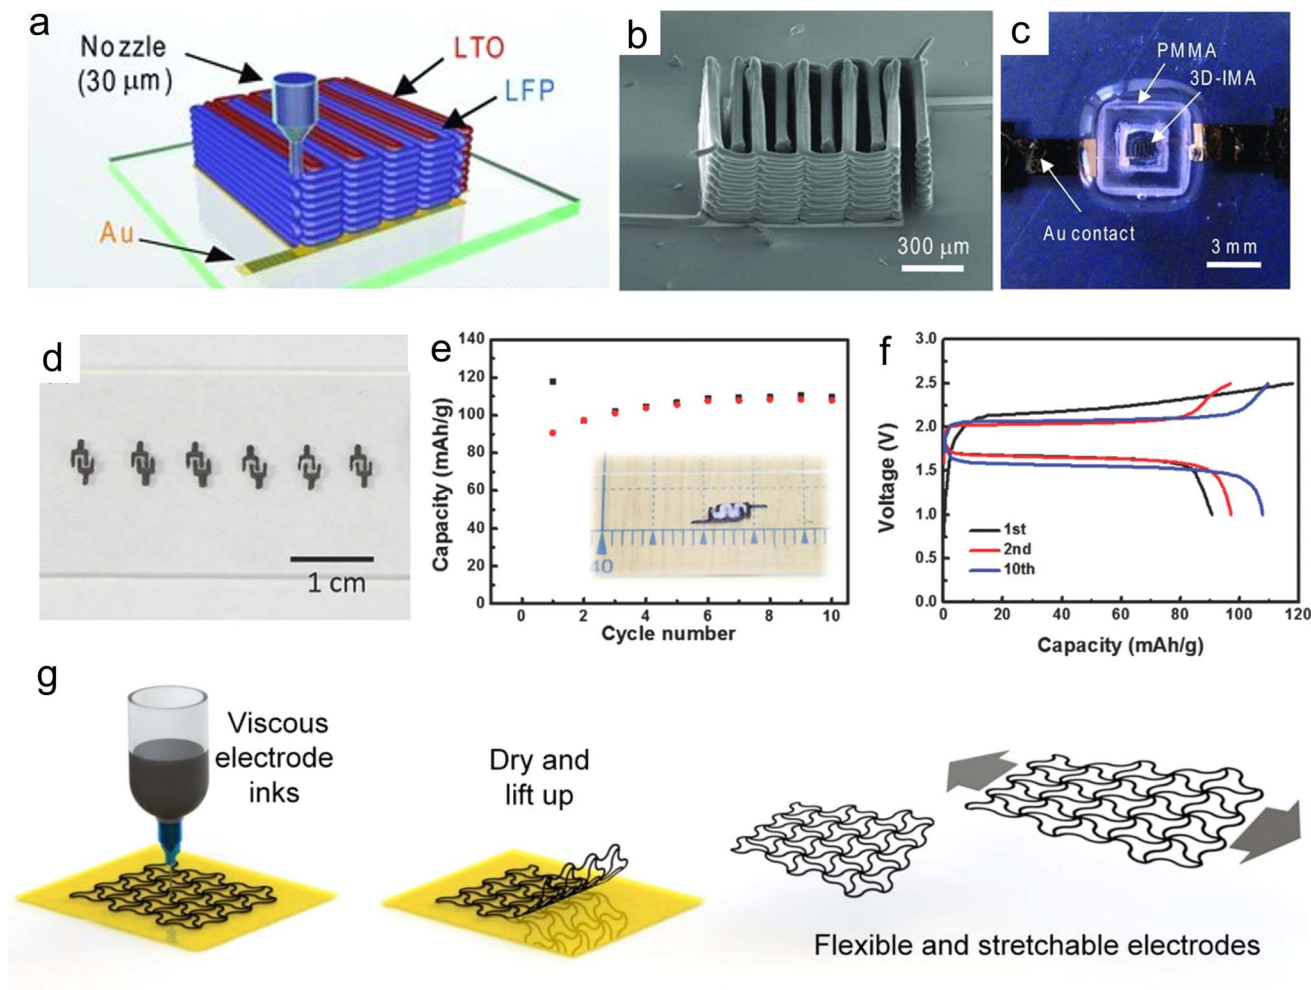 a
Nozzle
(30 μm)
LTO
LFP
Au
b
300 μm
c
PMMA
3D-IMA
Au contact
3 mm
d
1 cm
e
140
120
100
80
60
40
20
0
0 2 4 6 8 10
Capacity (mAh/g)
Cycle number
40
f
3.0
2.5
2.0
1.5
1.0
0.5
0.0
0 20 40 60 80 100 120
Voltage (V)
1st
2nd
10th
Capacity (mAh/g)
g
Viscous
electrode
inks
Dry and
lift up
Flexible and stretchable electrodes